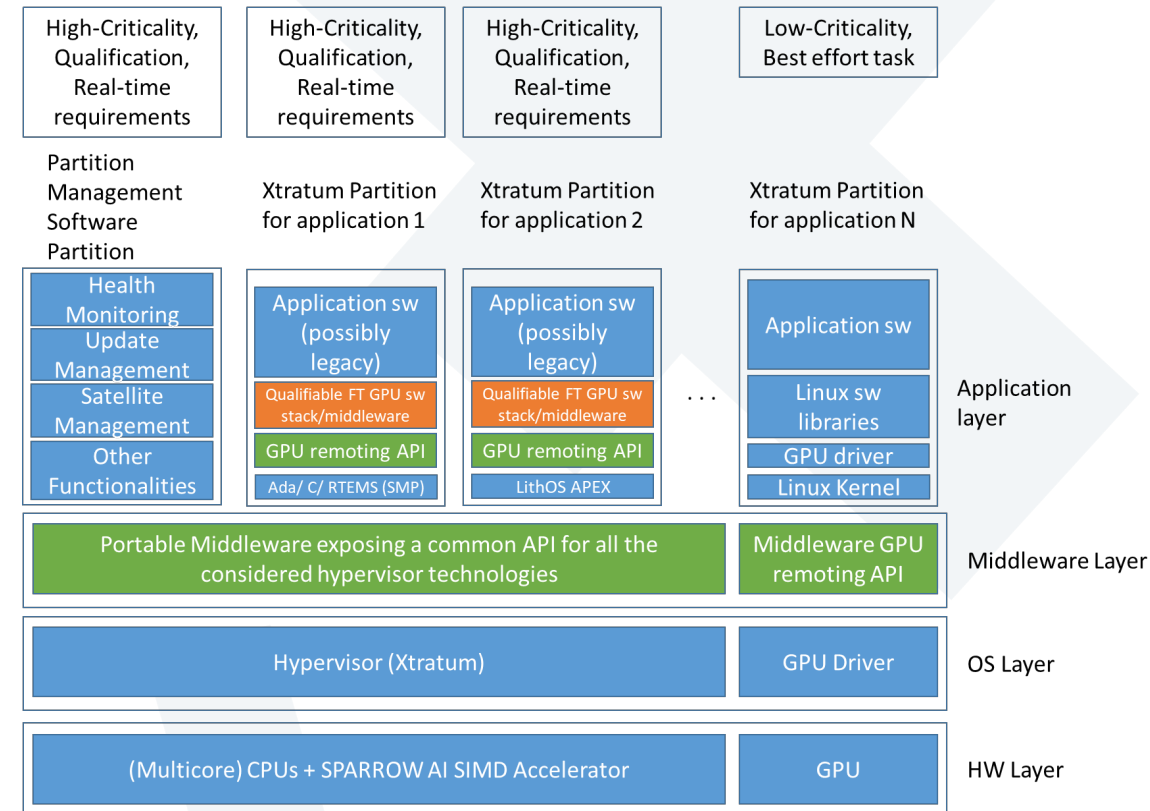 High-Criticality,
Qualification,
Real-time
requirements
High-Criticality,
Qualification,
Real-time
requirements
High-Criticality,
Qualification,
Real-time
requirements
Low-Criticality,
Best effort task
Partition
Management
Software
Partition
Xtratum Partition
for application 1
Xtratum Partition
for application 2
Xtratum Partition
for application N
Health
Monitoring
Update
Management
Satellite
Management
Other
Functionalities
Application sw
(possibly
legacy)
Qualifiable FT GPU sw
stack/middleware
GPU remoting API
Ada/ C/ RTEMS (SMP)
Application sw
(possibly
legacy)
Qualifiable FT GPU sw
stack/middleware
GPU remoting API
LithOS APEX
. . .
Application sw
Linux sw
libraries
GPU driver
Linux Kernel
Application
layer
Portable Middleware exposing a common API for all the
considered hypervisor technologies
Middleware GPU
remoting API
Middleware Layer
Hypervisor (Xtratum)
GPU Driver
OS Layer
(Multicore) CPUs + SPARROW AI SIMD Accelerator
GPU
HW Layer